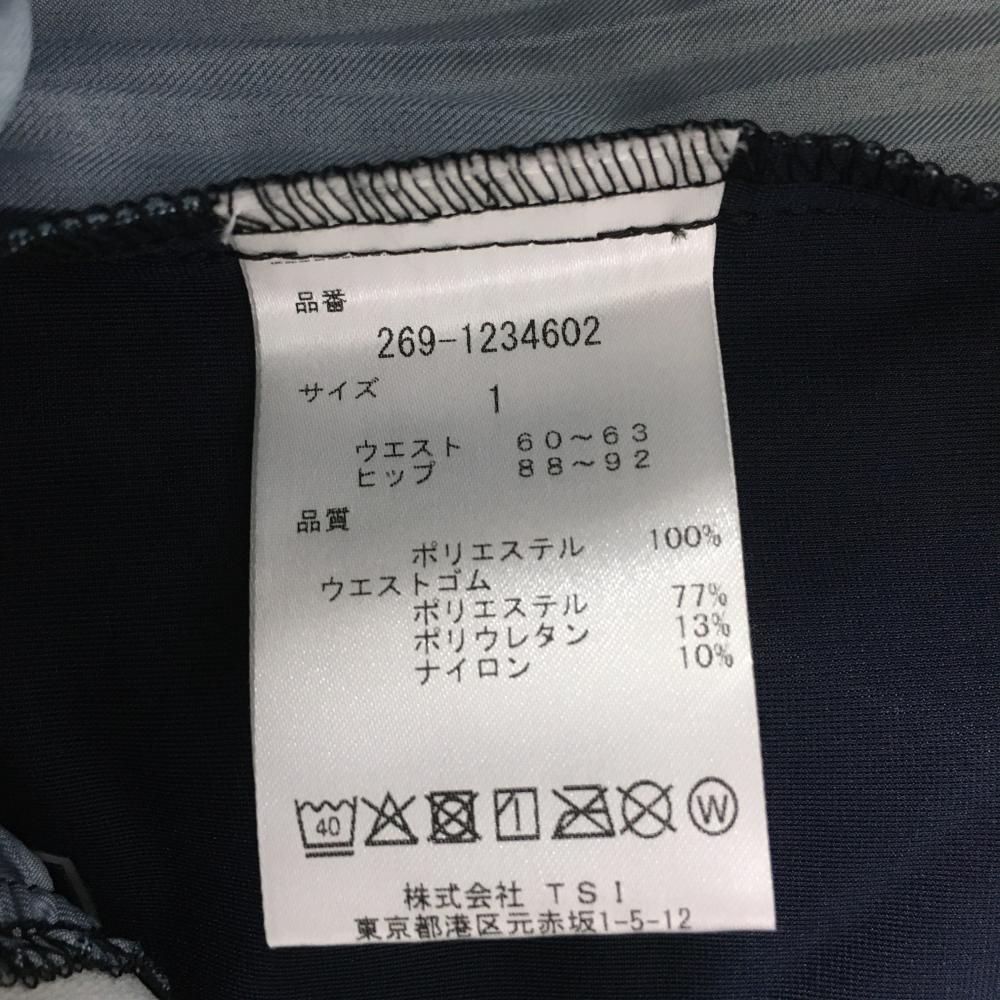 品番
269-1234602
サイズ 1
ウエスト 60～63
ヒップ 88～92
品質
ポリエステル 100%
ウエストゴム
ポリエステル 77%
ポリウレタン 13%
ナイロン 10%
40 W
株式会社 TSI
東京都港区元赤坂1-5-12